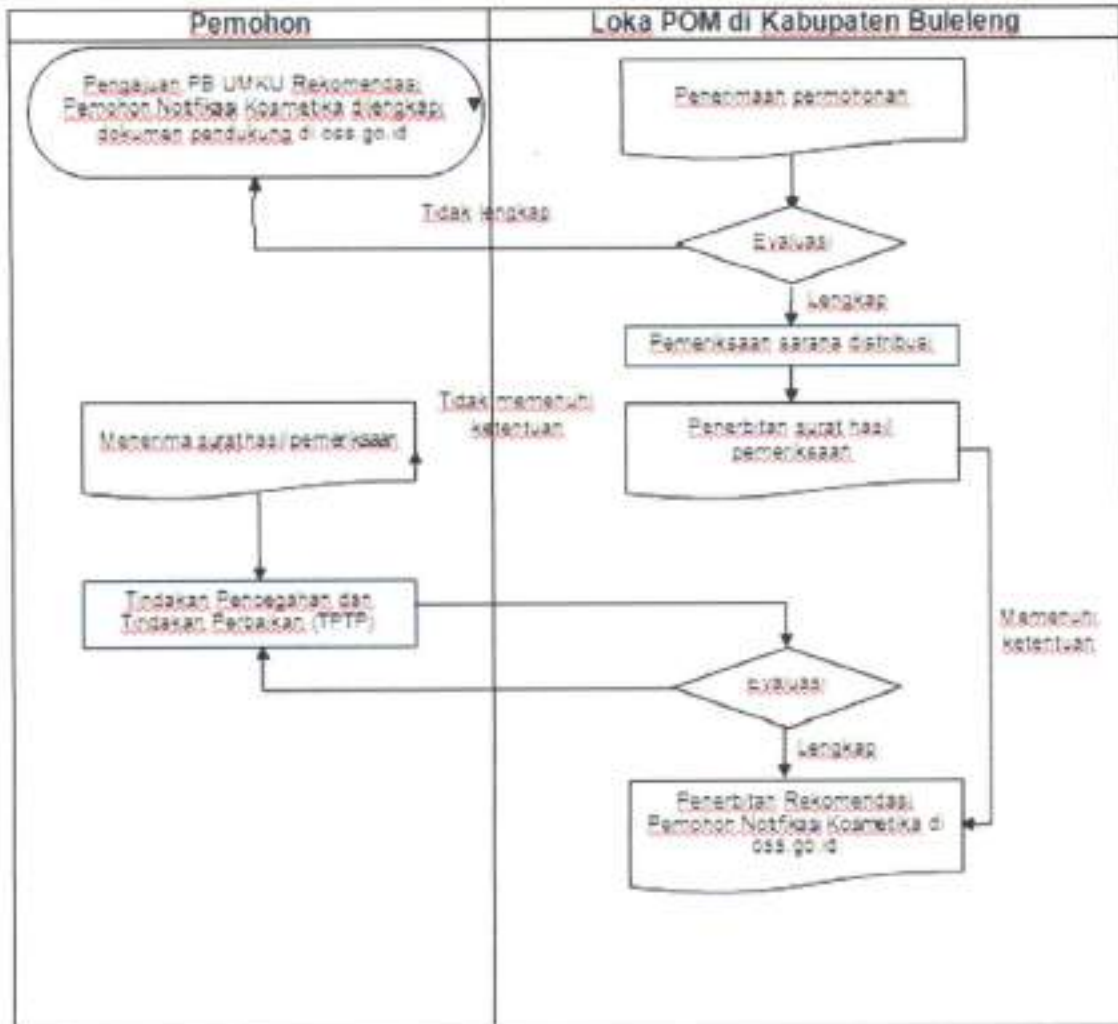 Pemohon
Loka POM di Kabupaten Buleleng
Pengajuan PB UMKU Rekomendasi
Pemohon Notifikasi Kosmetika dilengkapi
dokumen pendukung di oss.go.id
Penerimaan permohonan
Tidak lengkap
Evaluasi
Lengkap
Pemeriksaan sarana distribusi
Tidak memenuhi
ketentuan
Menerima surat hasil pemeriksaan
Penerbitan surat hasil
pemeriksaan
Tindakan Pencegahan dan
Tindakan Perbaikan (TPTP)
Memenuhi
ketentuan
Evaluasi
Lengkap
Penerbitan Rekomendasi
Pemohon Notifikasi Kosmetika di
oss.go.id